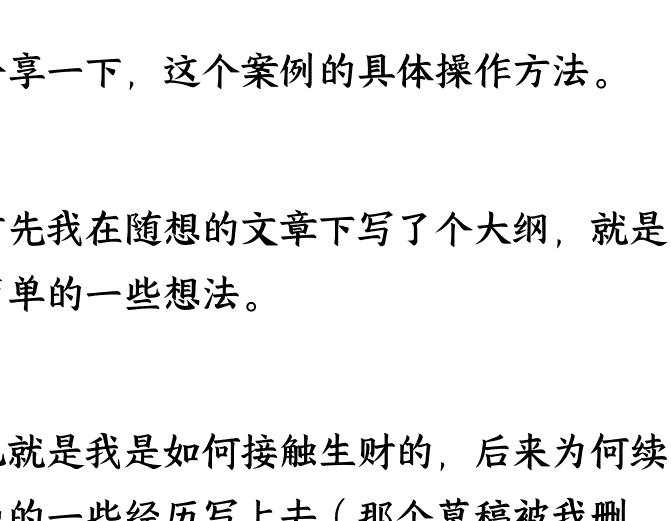 享一下，这个案例的具体操作方法。
先我在随想的文章下写了个大纲，就是
单的一些想法。
就是我是如何接触生财的，后来为何续
的一些经历写上去（那个草稿被我删